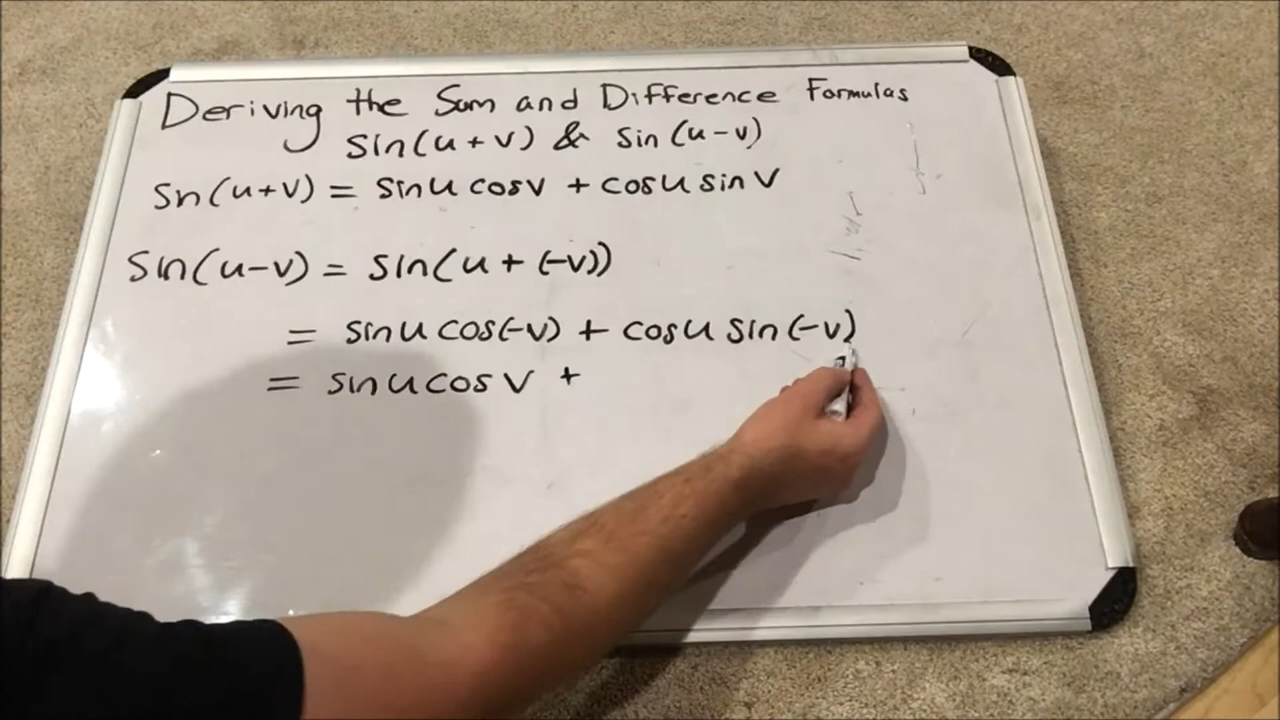 Deriving the Sum and Difference Formulas
sin(u+v) & sin(u-v)
sn(u+v) = sinu cosv + cosu sinv
sin(u-v) = sin(u + (-v))
= sinu cos(-v) + cosu sin(-v)
= sinu cosv +